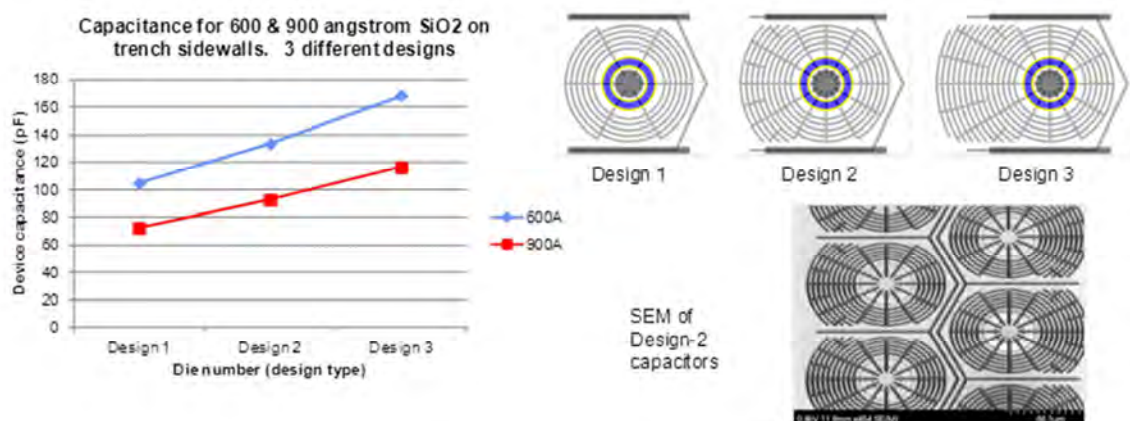 Capacitance for 600 & 900 angstrom SiO2 on
trench sidewalls. 3 different designs
180
160
140
120
100
80
60
40
20
0
Device capacitance (pF)
Design 1
Design 2
Design 3
Die number (design type)
600A
900A
Design 1
Design 2
Design 3
SEM of
Design-2
capacitors